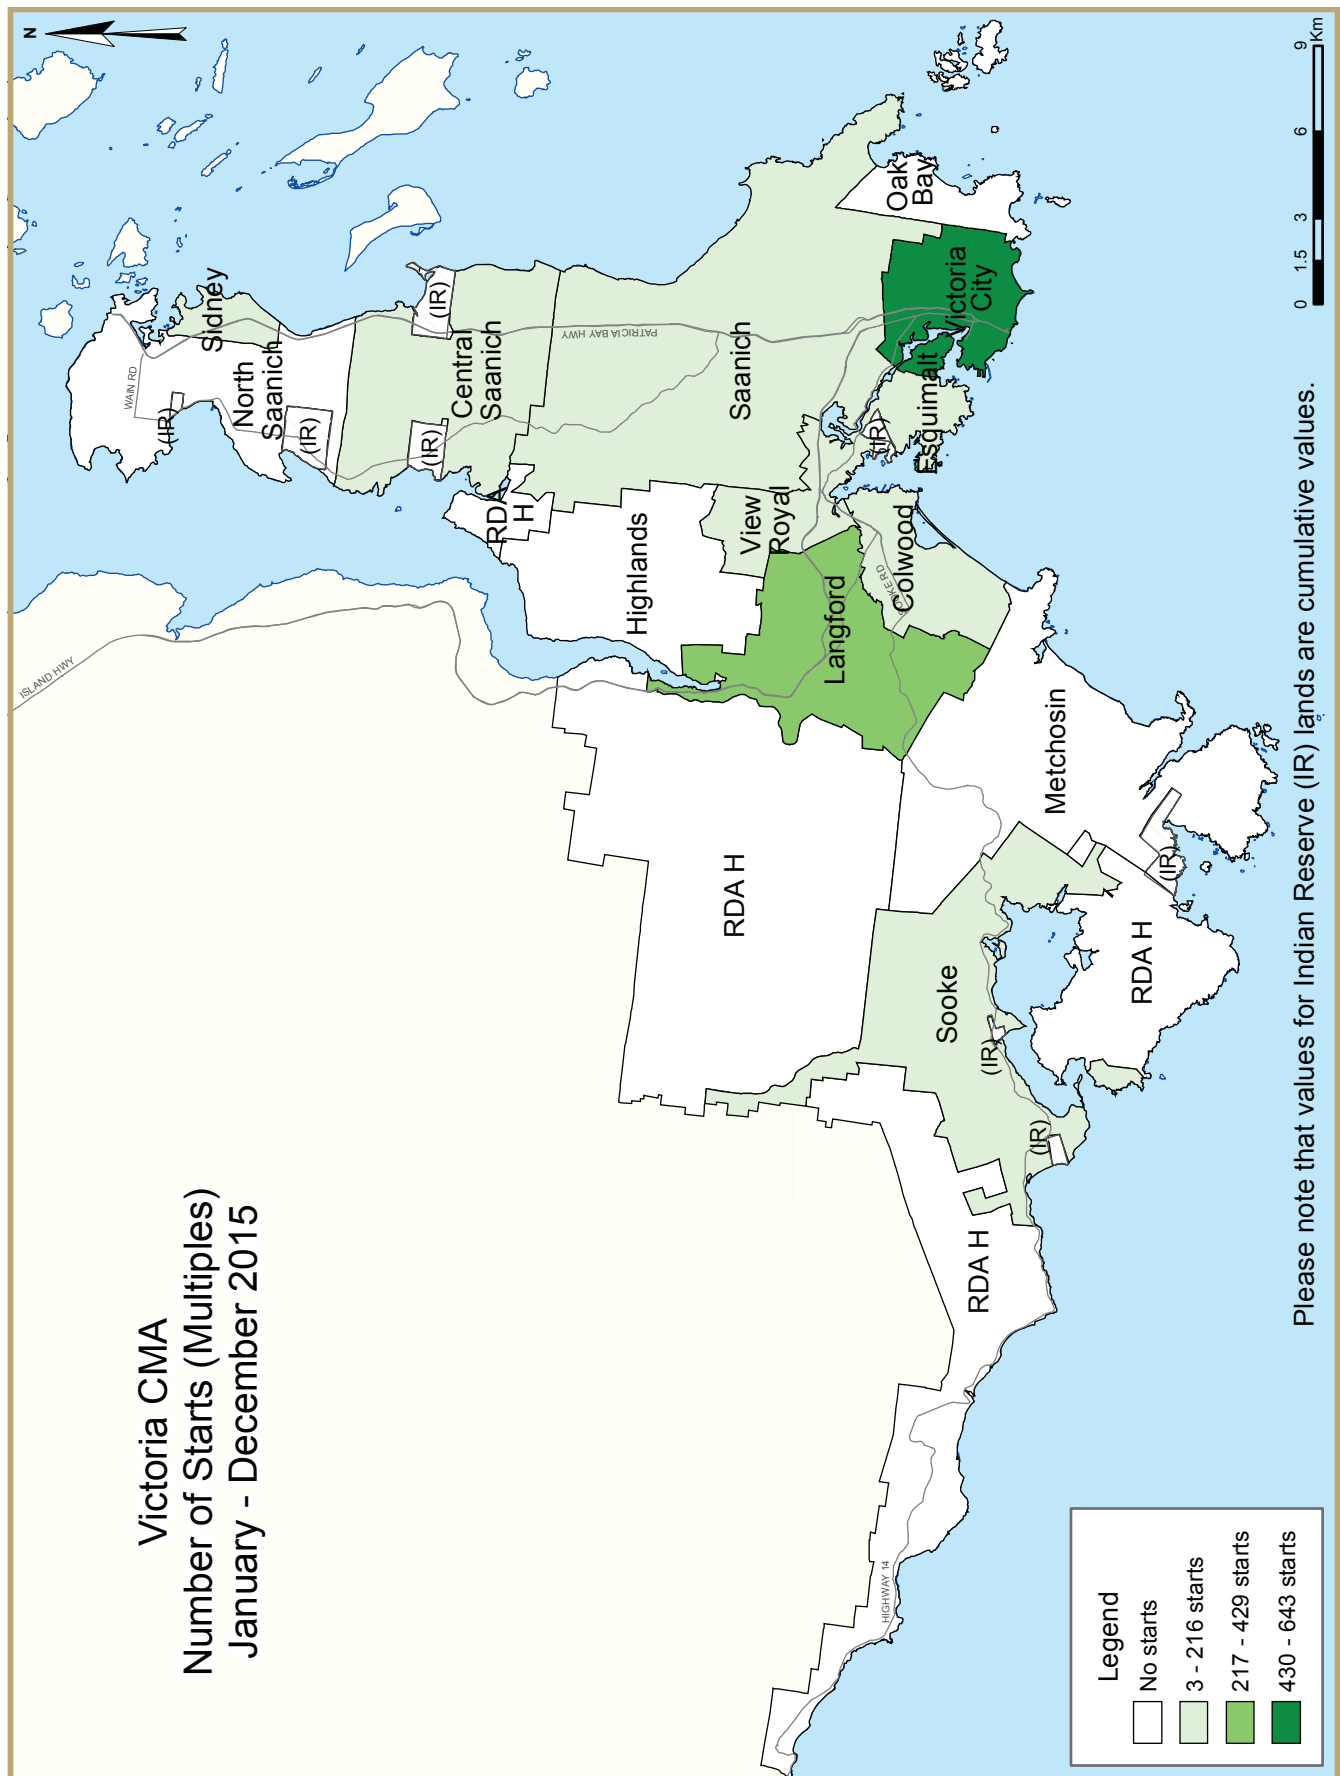 Victoria CMA
Number of Starts (Multiples)
January - December 2015
N
ISLAND HWY
WAIN RD
(IR)
North
Saanich
Sidney
(IR)
(IR)
Central
Saanich
(IR)
PATRICIA BAY HWY
RDA
H
Highlands
Saanich
View
Royal
Langford
SOOKE RD
Colwood
(IR)
Esquimalt
Victoria
City
Oak
Bay
RDA H
Metchosin
(IR)
RDA H
Sooke
(IR)
(IR)
RDA H
HIGHWAY 14
Legend
No starts
3 - 216 starts
217 - 429 starts
430 - 643 starts
0 1.5 3 6 9
Km
Please note that values for Indian Reserve (IR) lands are cumulative values.